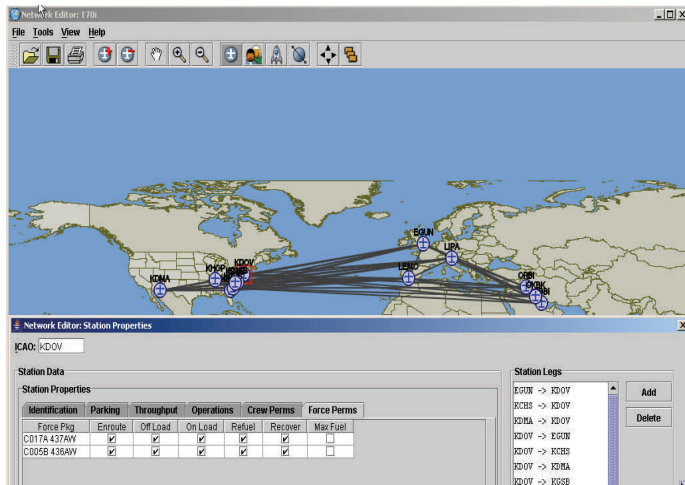 Network Editor: 170i
File Tools View Help
EGUN
LIPA
KDOV
KHOP
KDMA
LEMO
ORBI
OKBK
Network Editor: Station Properties
ICAO: KDOV
Station Data
Station Legs
Station Properties
Identification Parking Throughput Operations Crew Perms Force Perms
Force Pkg Enroute Off Load On Load Refuel Recover Max Fuel
C017A 437AW
C005B 436AW
EGUN -> KDOV
KCHS -> KDOV
KDMA -> KDOV
KDOV -> EGUN
KDOV -> KCHS
KDOV -> KDMA
KDOV -> KGSB
Add
Delete